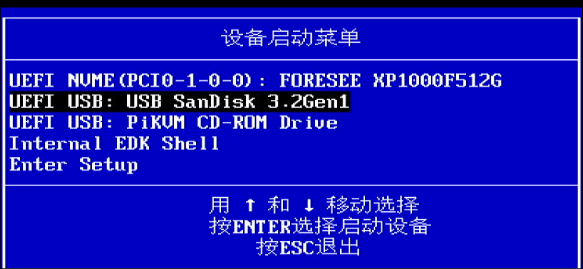 设备启动菜单
UEFI NVME(PCI0-1-0-0): FORESEE XP1000F512G
UEFI USB: USB SanDisk 3.2Gen1
UEFI USB: PiKVM CD-ROM Drive
Internal EDK Shell
Enter Setup
用 ↑ 和 ↓ 移动选择
按ENTER选择启动设备
按ESC退出